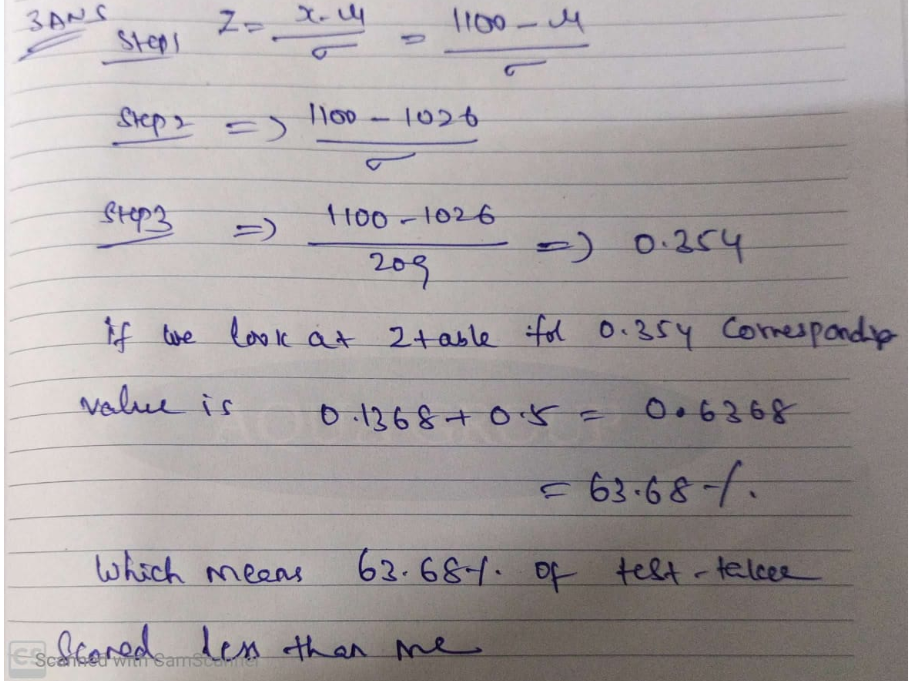 3ANS
Step1 Z = x-μ / σ = 1100-μ / σ
Step2 => 1100-1026 / σ
Step3 => 1100-1026 / 209 => 0.354
if we look at Z table for 0.354 Corresponding
value is 0.1368 + 0.5 = 0.6368
= 63.68%.
Which means 63.68%. of test-taker
Scored less than me
CS Scanned with CamScanner